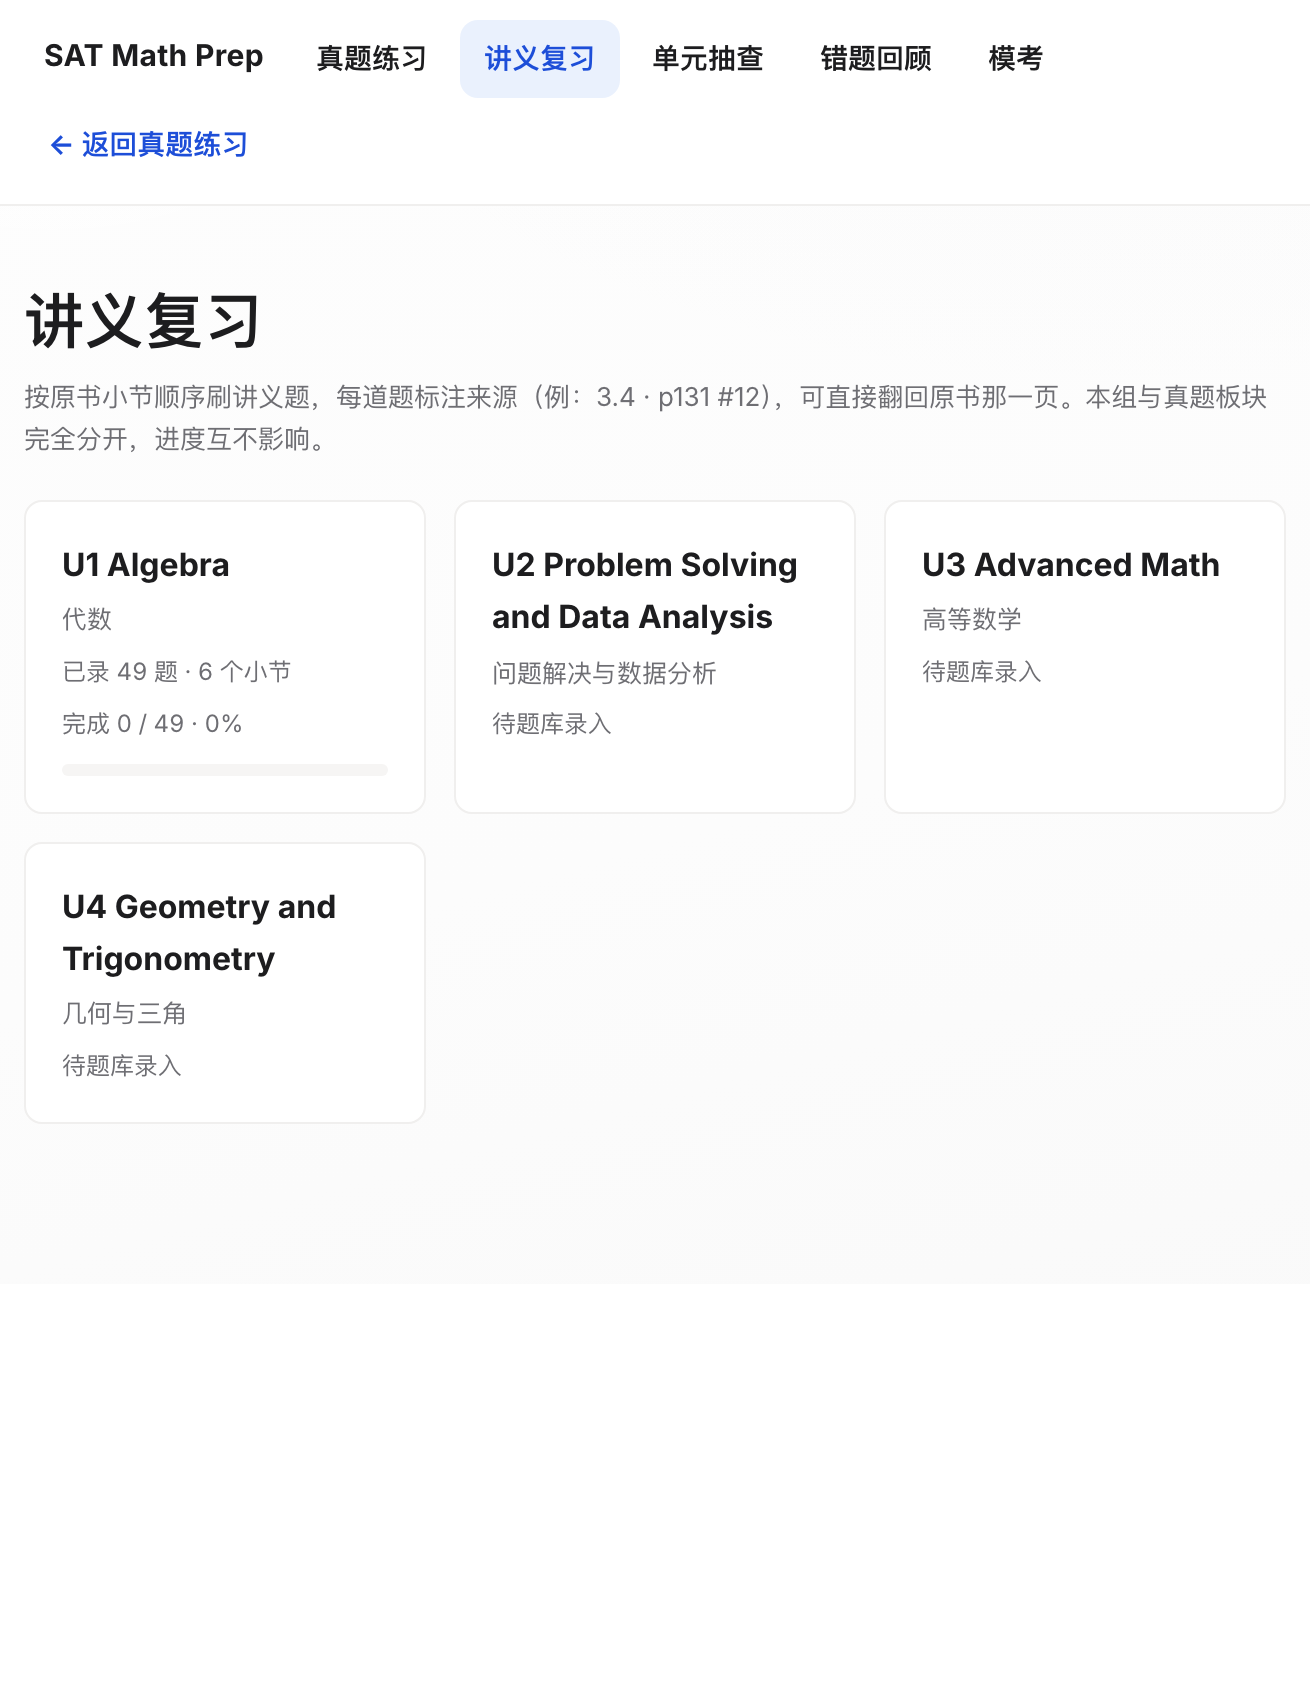 SAT Math Prep 真题练习 讲义复习 单元抽查 错题回顾 模考
← 返回真题练习
讲义复习
按原书小节顺序刷讲义题，每道题标注来源（例：3.4 · p131 #12），可直接翻回原书那一页。本组与真题板块
完全分开，进度互不影响。
U1 Algebra
代数
已录 49 题 · 6 个小节
完成 0 / 49 · 0%
U2 Problem Solving
and Data Analysis
问题解决与数据分析
待题库录入
U3 Advanced Math
高等数学
待题库录入
U4 Geometry and
Trigonometry
几何与三角
待题库录入